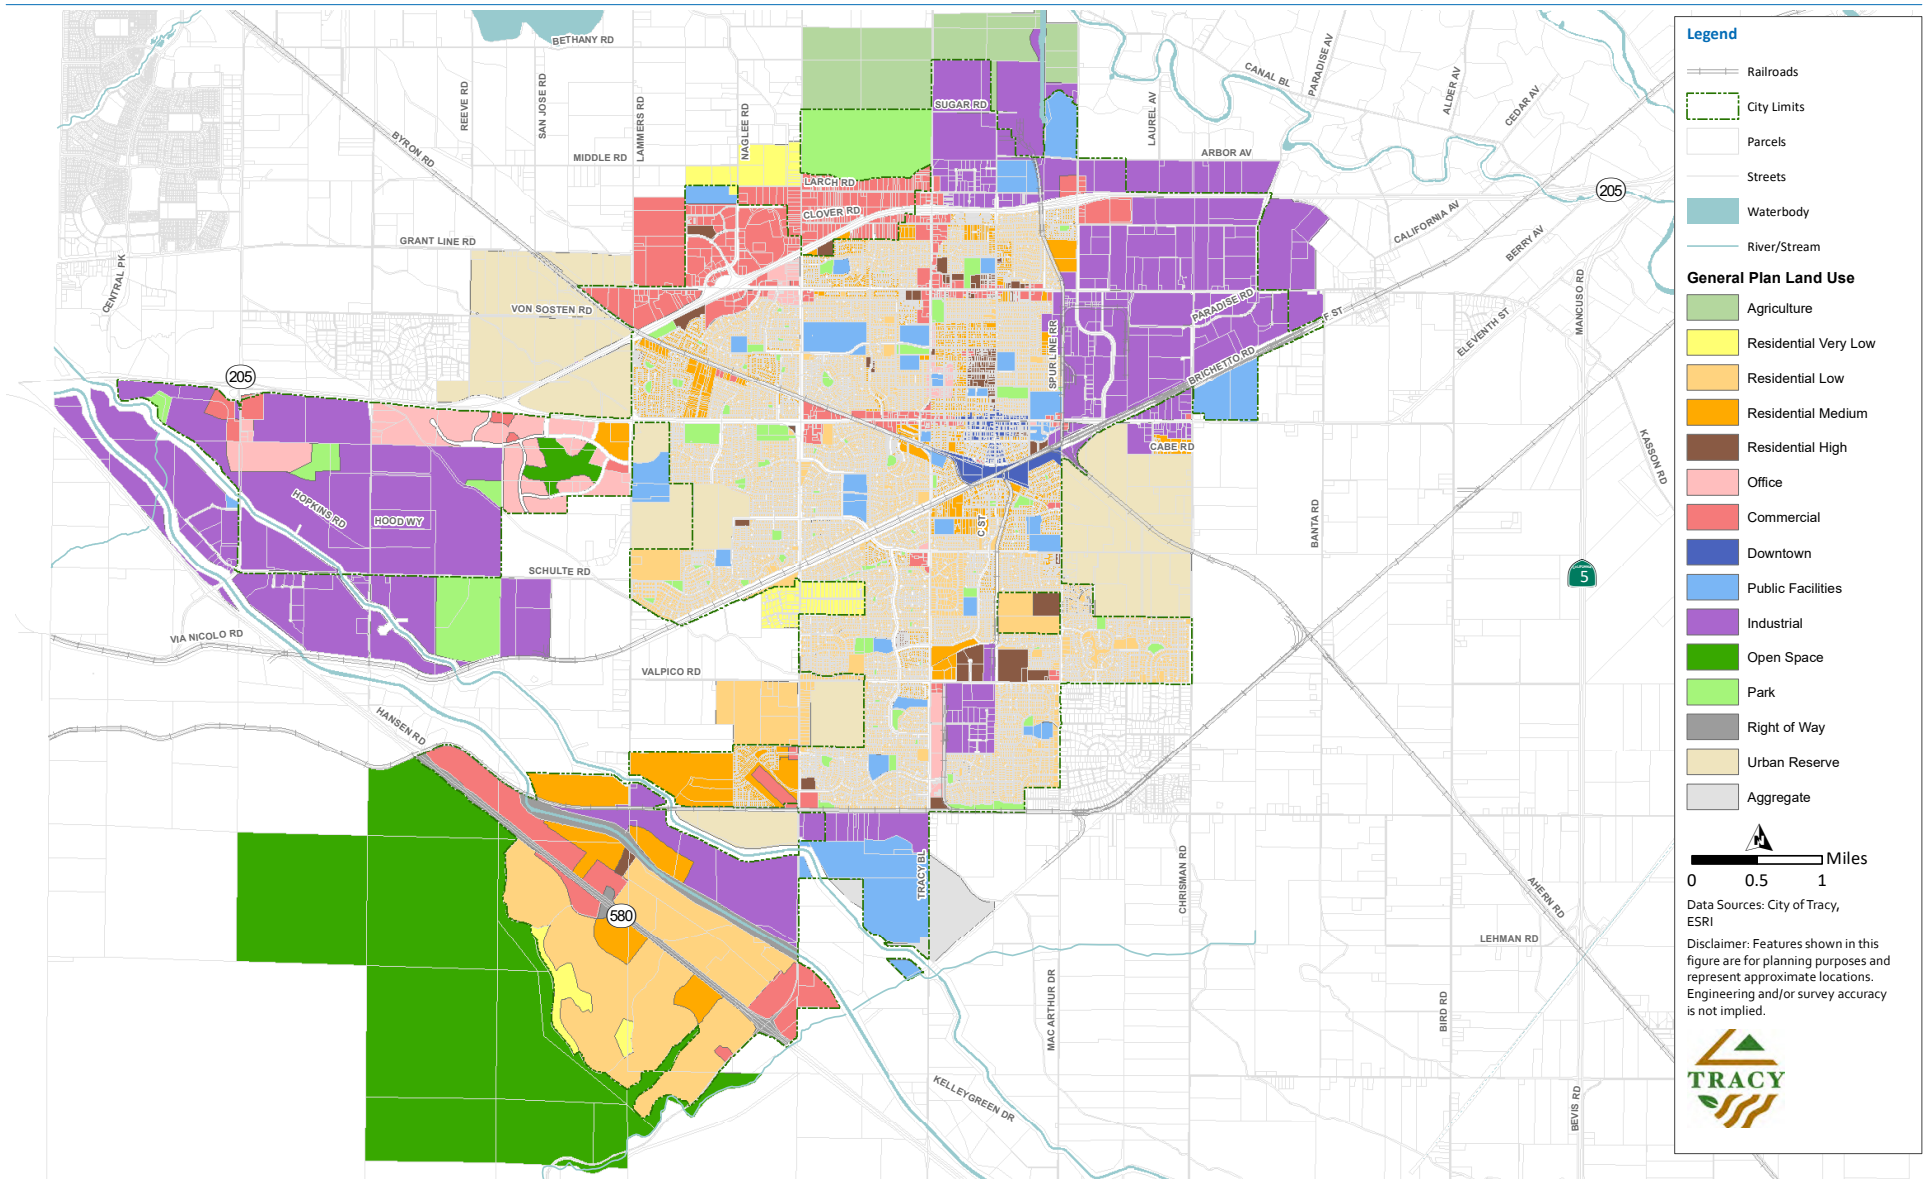 BETHANY RD
REEVE RD
SAN JOSE RD
LAMMERS RD
NAGLEE RD
BYRON RD
MIDDLE RD
SUGAR RD
LARCH RD
CLOVER RD
GRANT LINE RD
CENTRAL PK
VON SOSTEN RD
LAUREL AV
CANAL BL
PARADISE AV
ALDER AV
CEDAR AV
ARBOR AV
205
CALIFORNIA AV
BERRY AV
MANCUSO RD
PARADISE RD
F ST
ELEVENTH ST
BRICHETTO RD
SPUR LINE RR
205
CABE RD
KASSON RD
HOPKINS RD
HOOD WY
C ST
BANTA RD
SCHULTE RD
CALIFORNIA
5
VIA NICOLO RD
VALPICO RD
HANSEN RD
TRACY BL
CHRISMAN RD
AHERN RD
580
LEHMAN RD
MAC ARTHUR DR
BIRD RD
KELLEYGREEN DR
BEVIS RD
Legend
Railroads
City Limits
Parcels
Streets
Waterbody
River/Stream
General Plan Land Use
Agriculture
Residential Very Low
Residential Low
Residential Medium
Residential High
Office
Commercial
Downtown
Public Facilities
Industrial
Open Space
Park
Right of Way
Urban Reserve
Aggregate
N
Miles
0 0.5 1
Data Sources: City of Tracy,
ESRI
Disclaimer: Features shown in this
figure are for planning purposes and
represent approximate locations.
Engineering and/or survey accuracy
is not implied.
TRACY